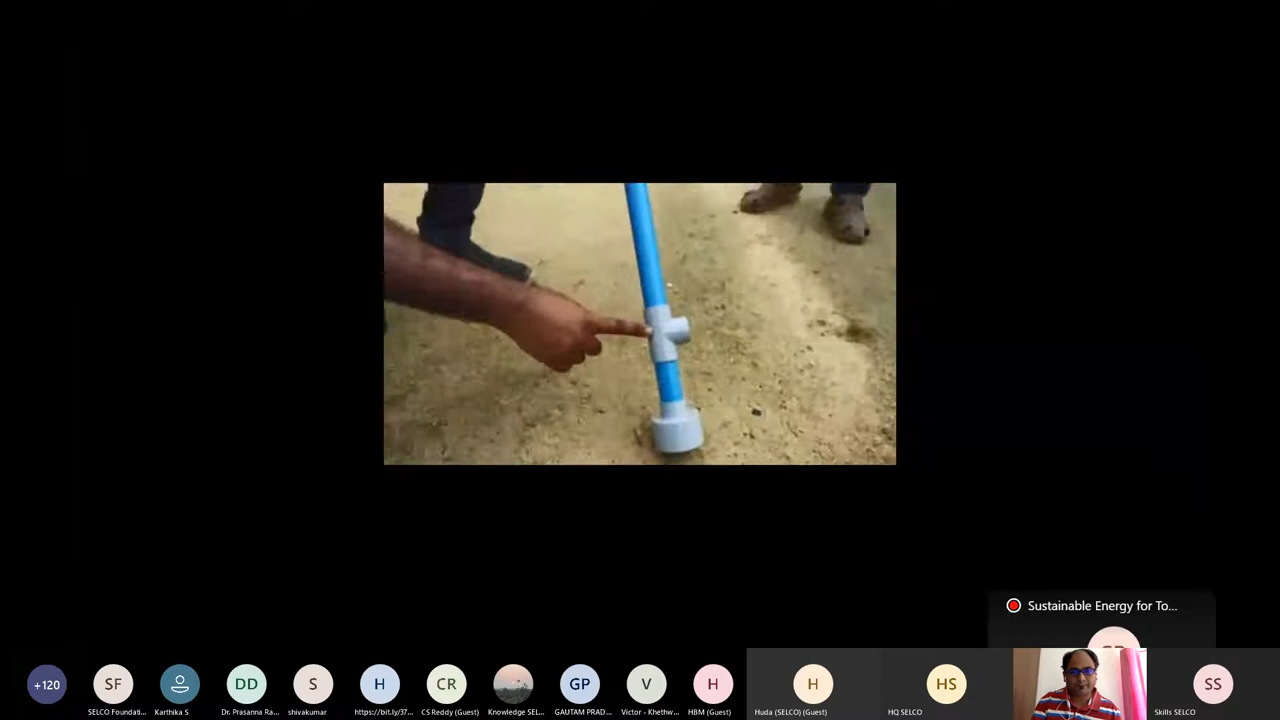 Sustainable Energy for To...
+120
SF
DD
S
H
CR
GP
V
H
H
HS
SS
SELCO Foundati...
Karthika S
Dr. Prasanna Ra...
shivakumar
https://bit.ly/37...
CS Reddy (Guest)
Knowledge SEL...
GAUTAM PRAD...
Victor - Khethw...
HBM (Guest)
Huda (SELCO) (Guest)
HQ SELCO
Skills SELCO